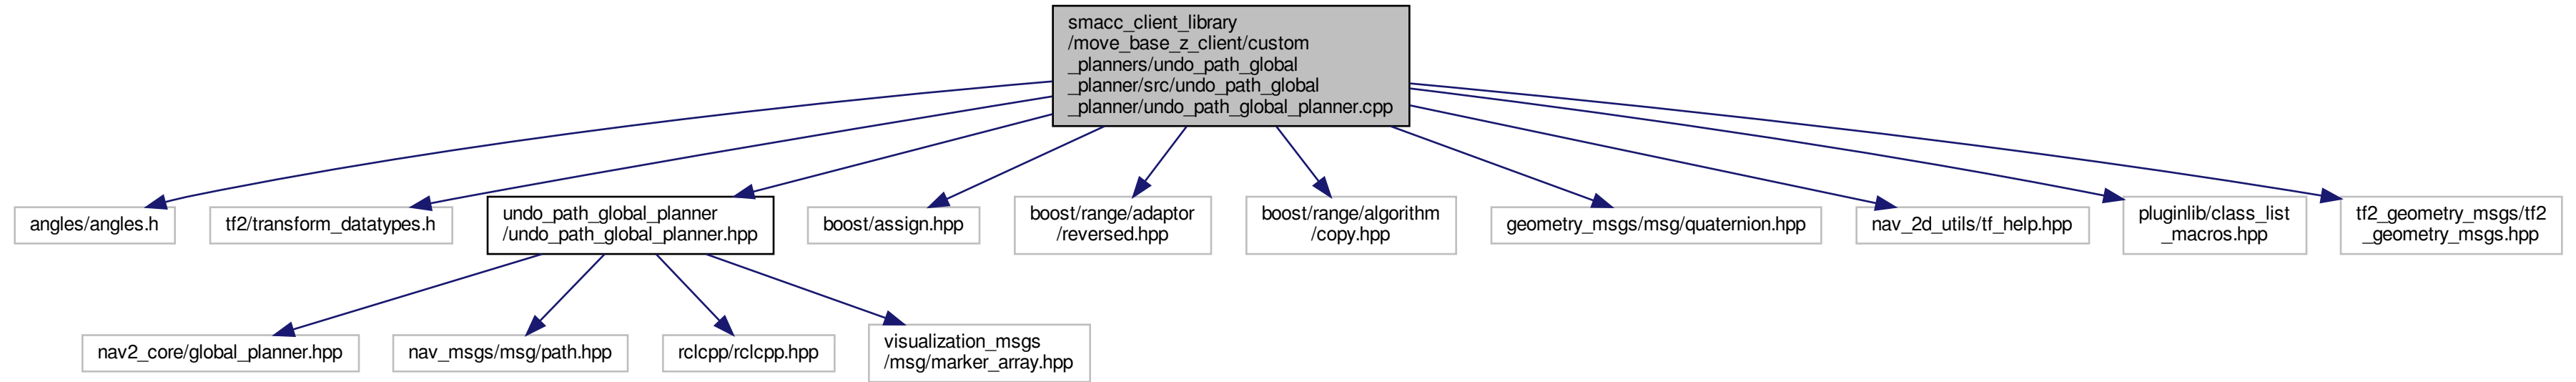 smacc_client_library
/move_base_z_client/custom
_planners/undo_path_global
_planner/src/undo_path_global
_planner/undo_path_global_planner.cpp
angles/angles.h
tf2/transform_datatypes.h
undo_path_global_planner
/undo_path_global_planner.hpp
boost/assign.hpp
boost/range/adaptor
/reversed.hpp
boost/range/algorithm
/copy.hpp
geometry_msgs/msg/quaternion.hpp
nav_2d_utils/tf_help.hpp
pluginlib/class_list
_macros.hpp
tf2_geometry_msgs/tf2
_geometry_msgs.hpp
nav2_core/global_planner.hpp
nav_msgs/msg/path.hpp
rclcpp/rclcpp.hpp
visualization_msgs
/msg/marker_array.hpp